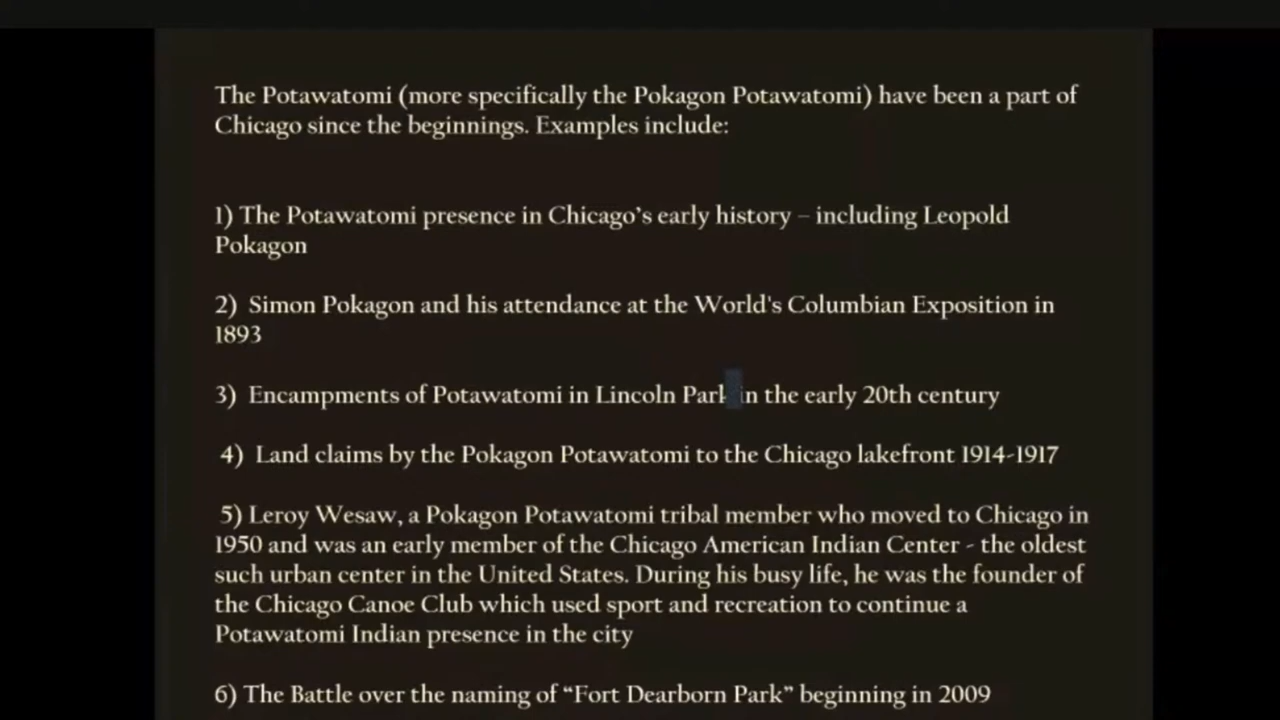 The Potawatomi (more specifically the Pokagon Potawatomi) have been a part of
Chicago since the beginnings. Examples include:
1) The Potawatomi presence in Chicago's early history – including Leopold
Pokagon
2) Simon Pokagon and his attendance at the World's Columbian Exposition in
1893
3) Encampments of Potawatomi in Lincoln Park in the early 20th century
4) Land claims by the Pokagon Potawatomi to the Chicago lakefront 1914-1917
5) Leroy Wesaw, a Pokagon Potawatomi tribal member who moved to Chicago in
1950 and was an early member of the Chicago American Indian Center - the oldest
such urban center in the United States. During his busy life, he was the founder of
the Chicago Canoe Club which used sport and recreation to continue a
Potawatomi Indian presence in the city
6) The Battle over the naming of “Fort Dearborn Park” beginning in 2009